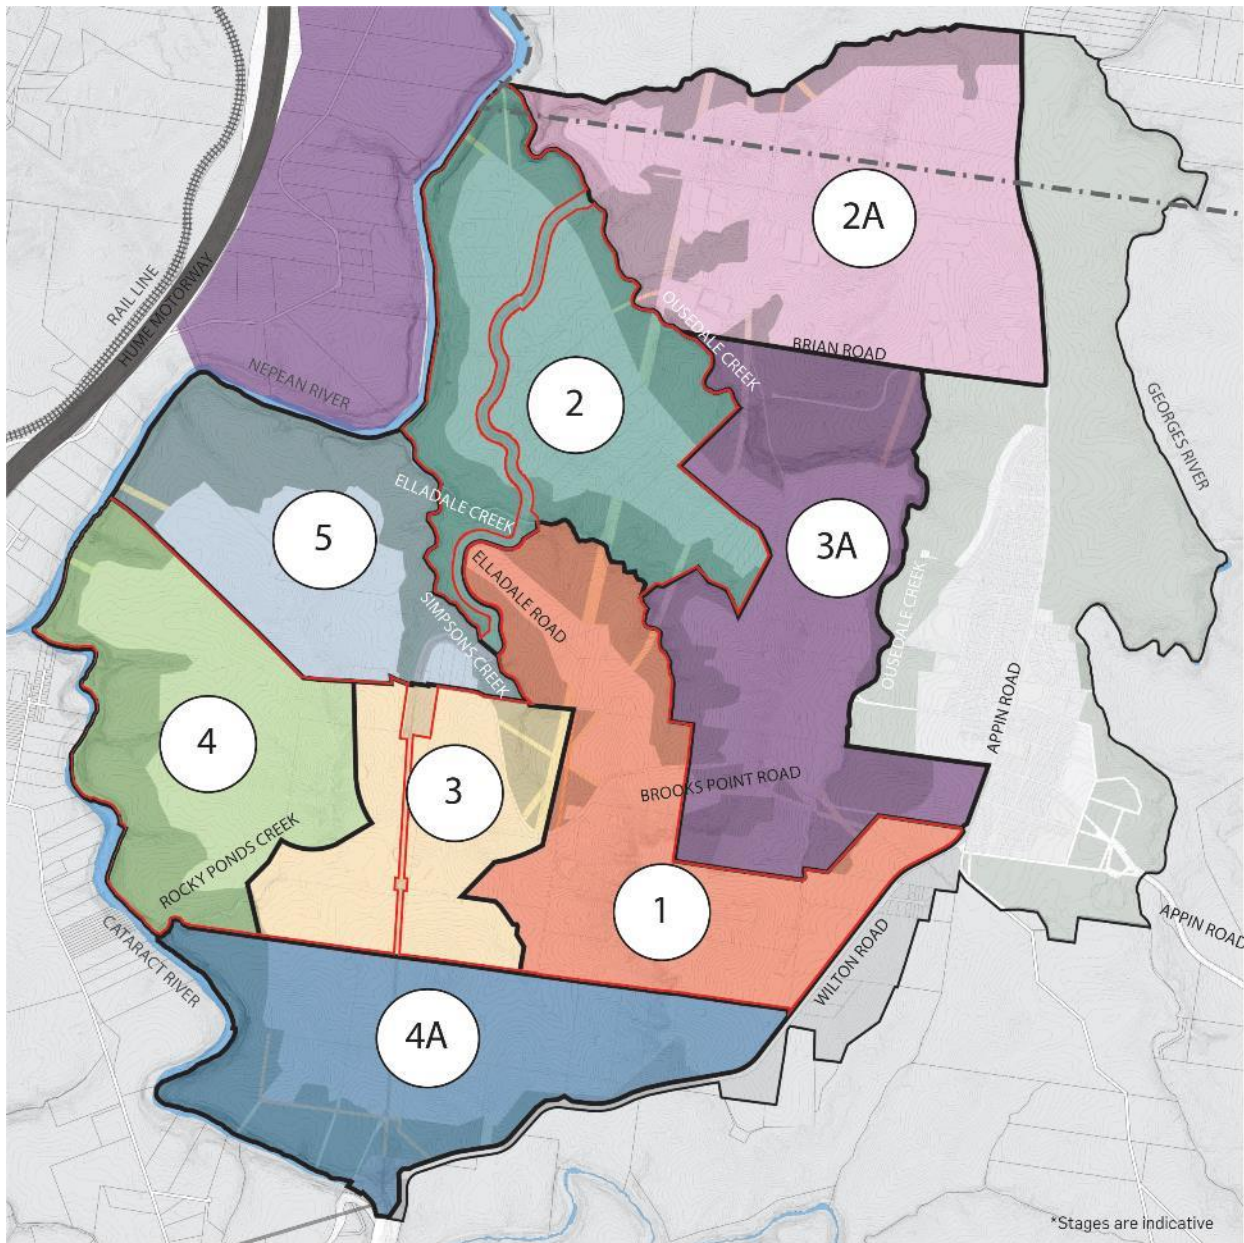 2A
RAIL LINE
HUME MOTORWAY
OUSEDALE CREEK
BRIAN ROAD
NEPEAN RIVER
2
GEORGES RIVER
ELLADALE CREEK
5
3A
ELLADALE ROAD
SIMPSONS CREEK
OUSEDALE CREEK
APPIN ROAD
4
3
BROOKS POINT ROAD
ROCKY PONDS CREEK
1
APPIN ROAD
CATARACT RIVER
WILTON ROAD
4A
*Stages are indicative